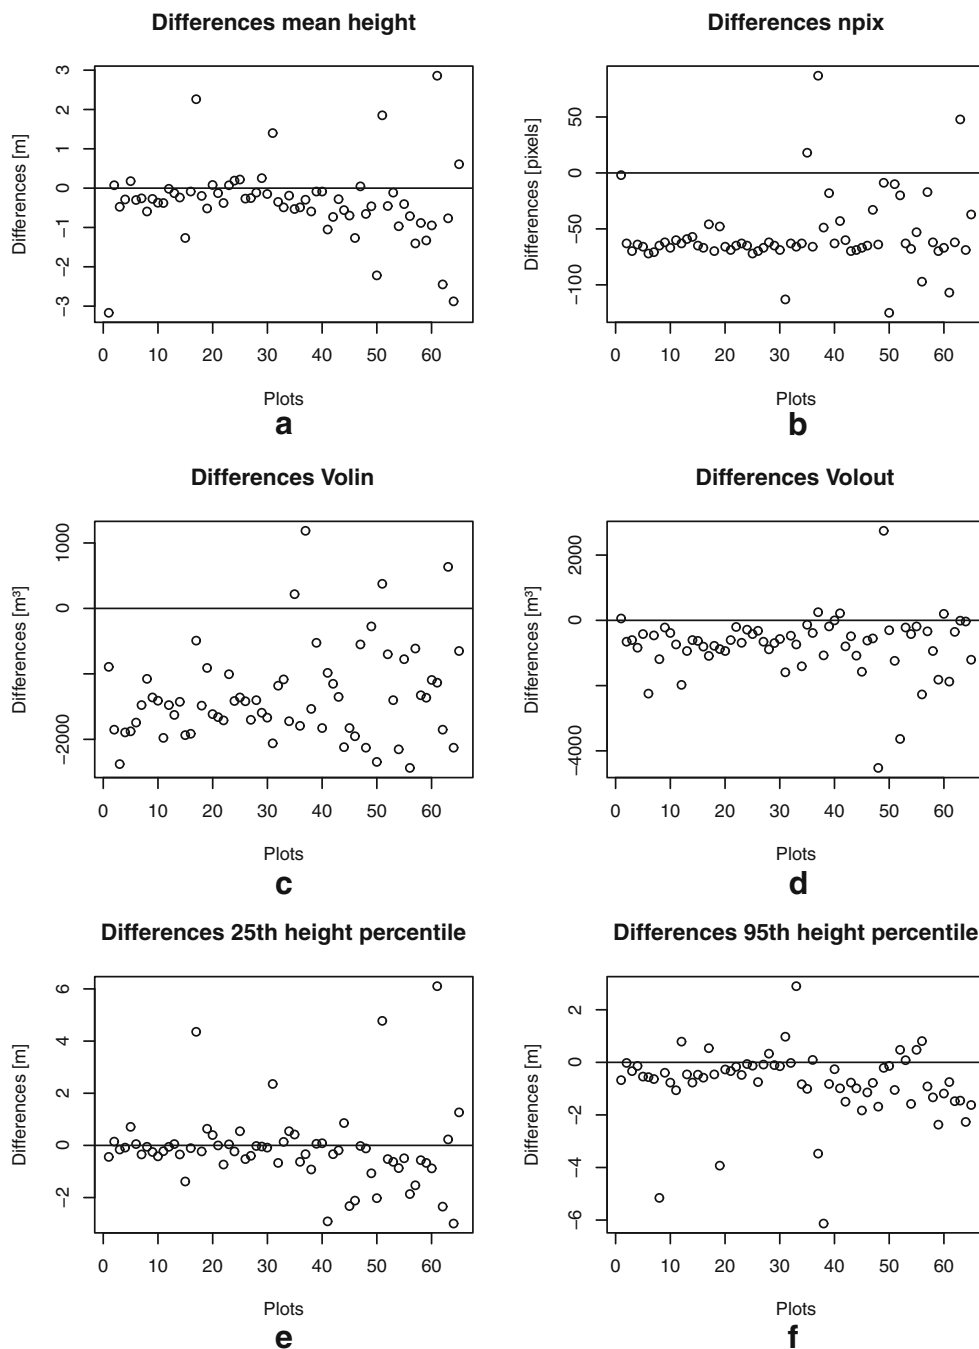 Differences mean height
Differences [m]
3
2
1
0
−1
−2
−3
0 10 20 30 40 50 60
Plots
a
Differences npix
Differences [pixels]
50
0
−50
−100
0 10 20 30 40 50 60
Plots
b
Differences Volin
Differences [m³]
1000
0
−2000
0 10 20 30 40 50 60
Plots
c
Differences Volout
Differences [m³]
2000
0
−4000
0 10 20 30 40 50 60
Plots
d
Differences 25th height percentile
Differences [m]
6
4
2
0
−2
0 10 20 30 40 50 60
Plots
e
Differences 95th height percentile
Differences [m]
2
0
−2
−4
−6
0 10 20 30 40 50 60
Plots
f